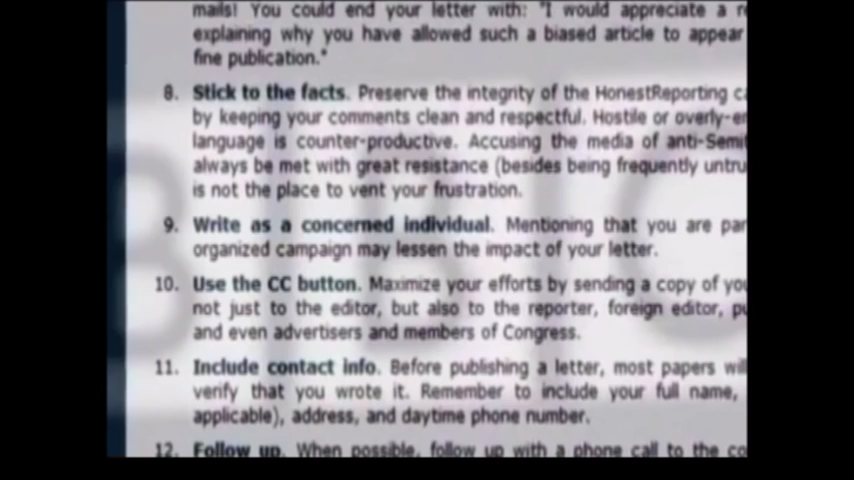 mails! You could end your letter with: "I would appreciate a
explaining why you have allowed such a biased article to appear
fine publication."
8. Stick to the facts. Preserve the integrity of the HonestReporting
by keeping your comments clean and respectful. Hostile or
language is counter-productive. Accusing the media of
always be met with great resistance (besides being frequently
is not the place to vent your frustration.
9. Write as a concerned individual. Mentioning that you are
organized campaign may lessen the impact of your letter.
10. Use the CC button. Maximize your efforts by sending a copy of
not just to the editor, but also to the reporter, foreign editor,
and even advertisers and members of Congress.
11. Include contact info. Before publishing a letter, most papers
verify that you wrote it. Remember to include your full name,
applicable), address, and daytime phone number.
12. Follow up. When possible, follow up with a phone call to the